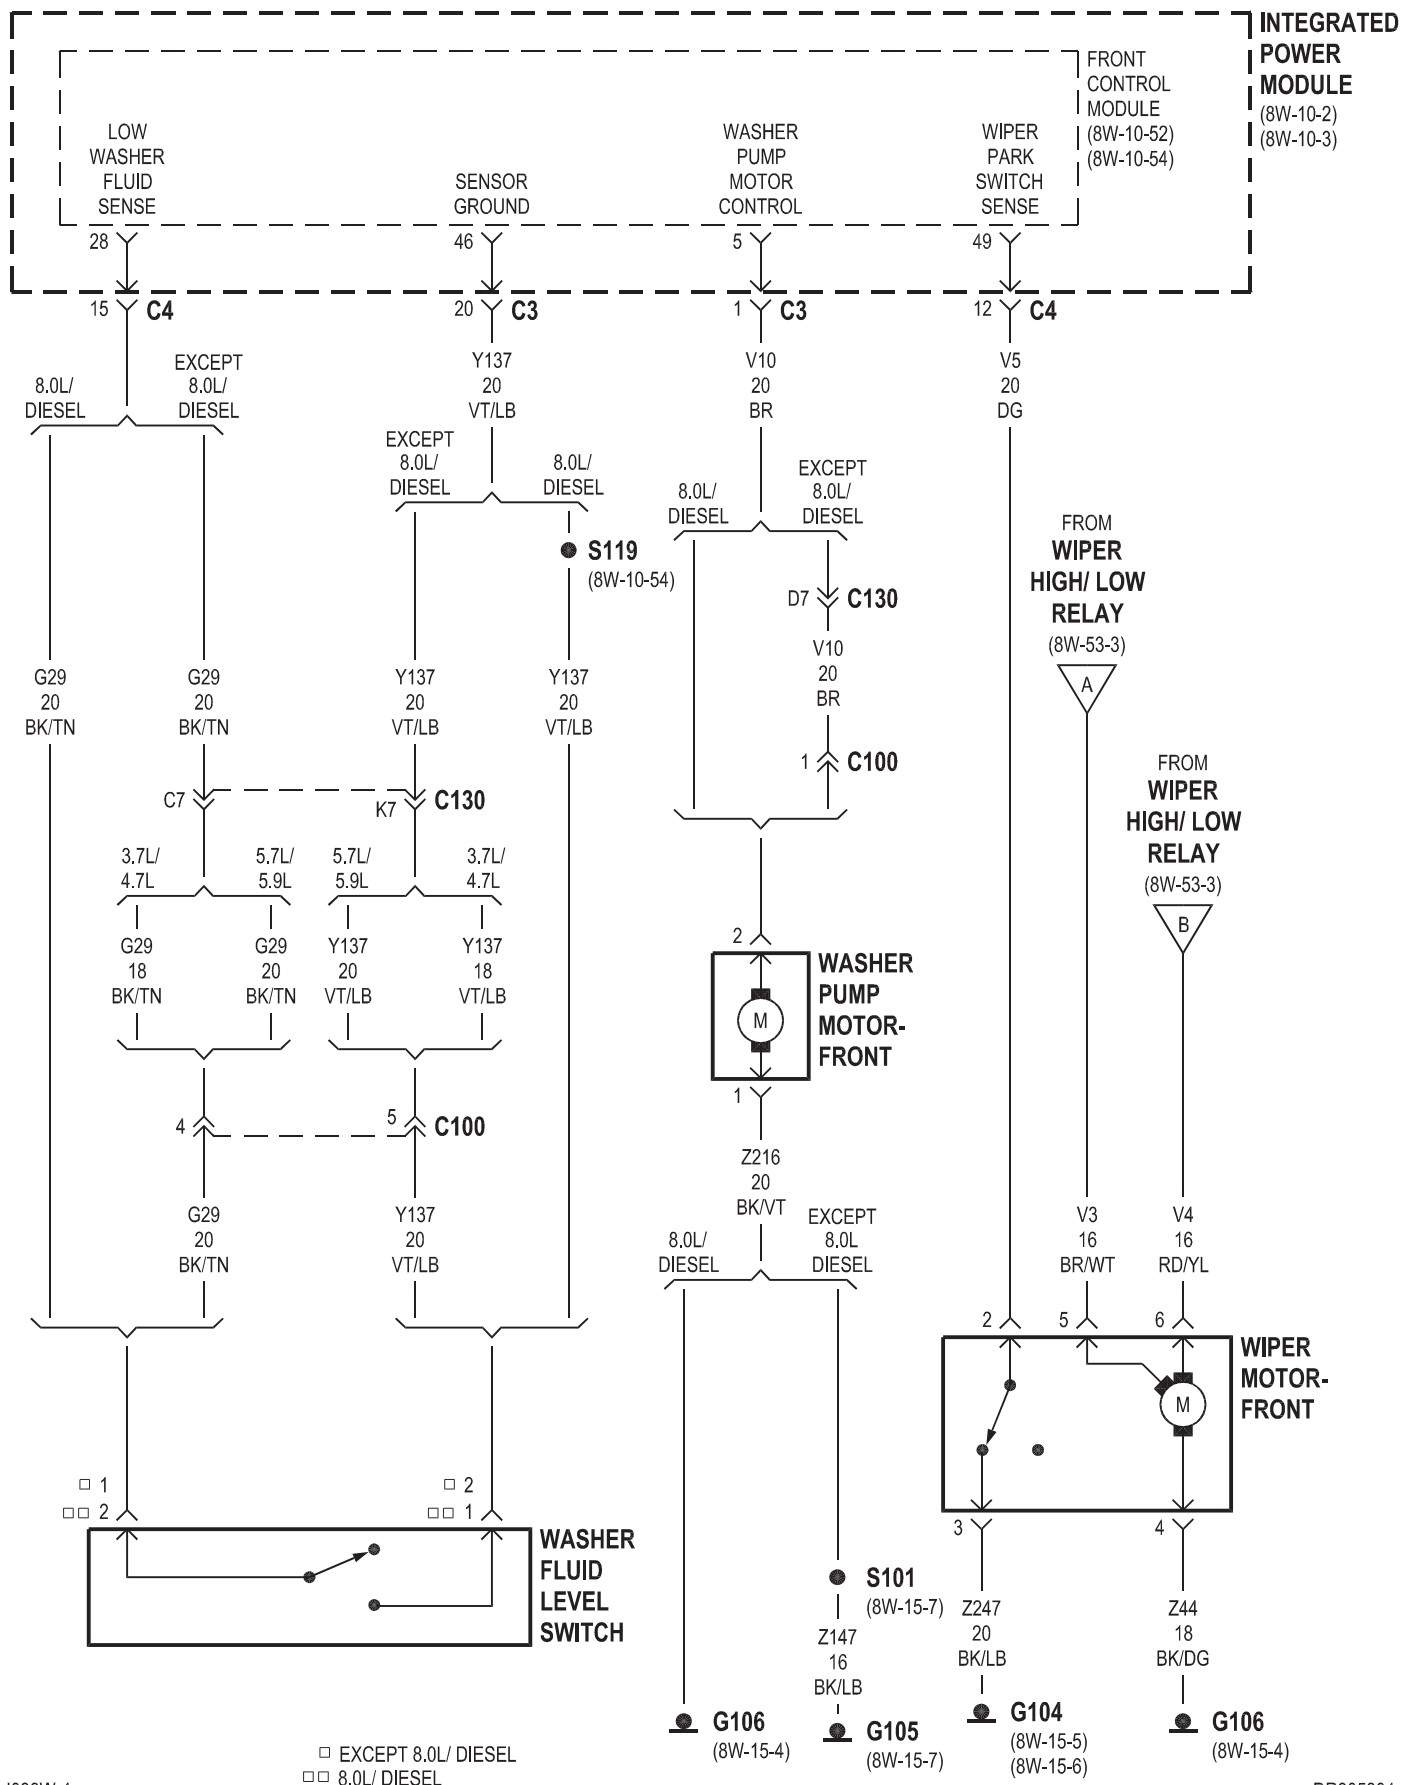 INTEGRATED
POWER
MODULE
(8W-10-2)
(8W-10-3)
FRONT
CONTROL
MODULE
(8W-10-52)
(8W-10-54)
LOW
WASHER
FLUID
SENSE
SENSOR
GROUND
WASHER
PUMP
MOTOR
CONTROL
WIPER
PARK
SWITCH
SENSE
28
46
5
49
15
C4
20
C3
1
C3
12
C4
8.0L/
DIESEL
EXCEPT
8.0L/
DIESEL
Y137
20
VT/LB
V10
20
BR
V5
20
DG
EXCEPT
8.0L/
DIESEL
8.0L/
DIESEL
8.0L/
DIESEL
EXCEPT
8.0L/
DIESEL
S119
(8W-10-54)
D7
C130
V10
20
BR
1
C100
FROM
WIPER
HIGH/ LOW
RELAY
(8W-53-3)
A
FROM
WIPER
HIGH/ LOW
RELAY
(8W-53-3)
B
G29
20
BK/TN
G29
20
BK/TN
Y137
20
VT/LB
Y137
20
VT/LB
C7
K7
C130
3.7L/
4.7L
5.7L/
5.9L
5.7L/
5.9L
3.7L/
4.7L
G29
18
BK/TN
G29
20
BK/TN
Y137
20
VT/LB
Y137
18
VT/LB
4
5
C100
G29
20
BK/TN
Y137
20
VT/LB
2
WASHER
PUMP
MOTOR-
FRONT
M
1
Z216
20
BK/VT
8.0L/
DIESEL
EXCEPT
8.0L
DIESEL
V3
16
BR/WT
V4
16
RD/YL
2
5
6
WIPER
MOTOR-
FRONT
M
3
4
□ 1
□□ 2
□ 2
□□ 1
WASHER
FLUID
LEVEL
SWITCH
S101
(8W-15-7)
Z147
16
BK/LB
Z247
20
BK/LB
Z44
18
BK/DG
G106
(8W-15-4)
G105
(8W-15-7)
G104
(8W-15-5)
(8W-15-6)
G106
(8W-15-4)
□ EXCEPT 8.0L/ DIESEL
□□ 8.0L/ DIESEL